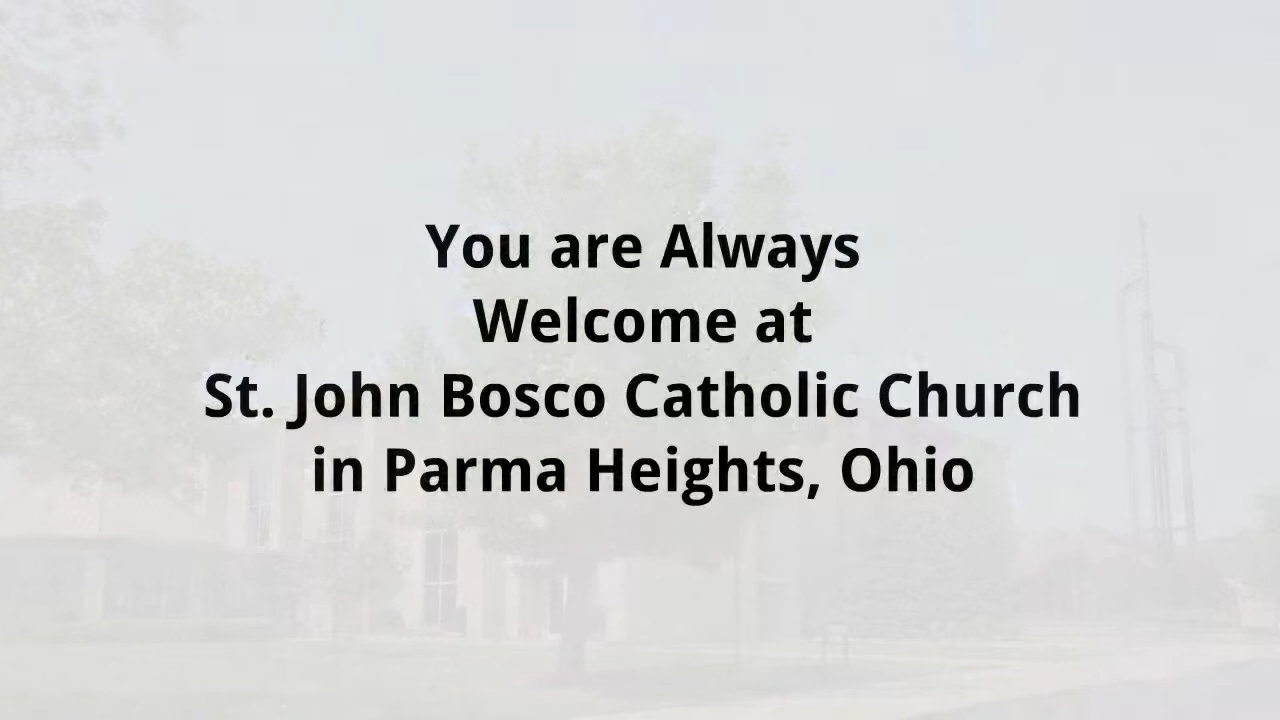 You are Always
Welcome at
St. John Bosco Catholic Church
in Parma Heights, Ohio